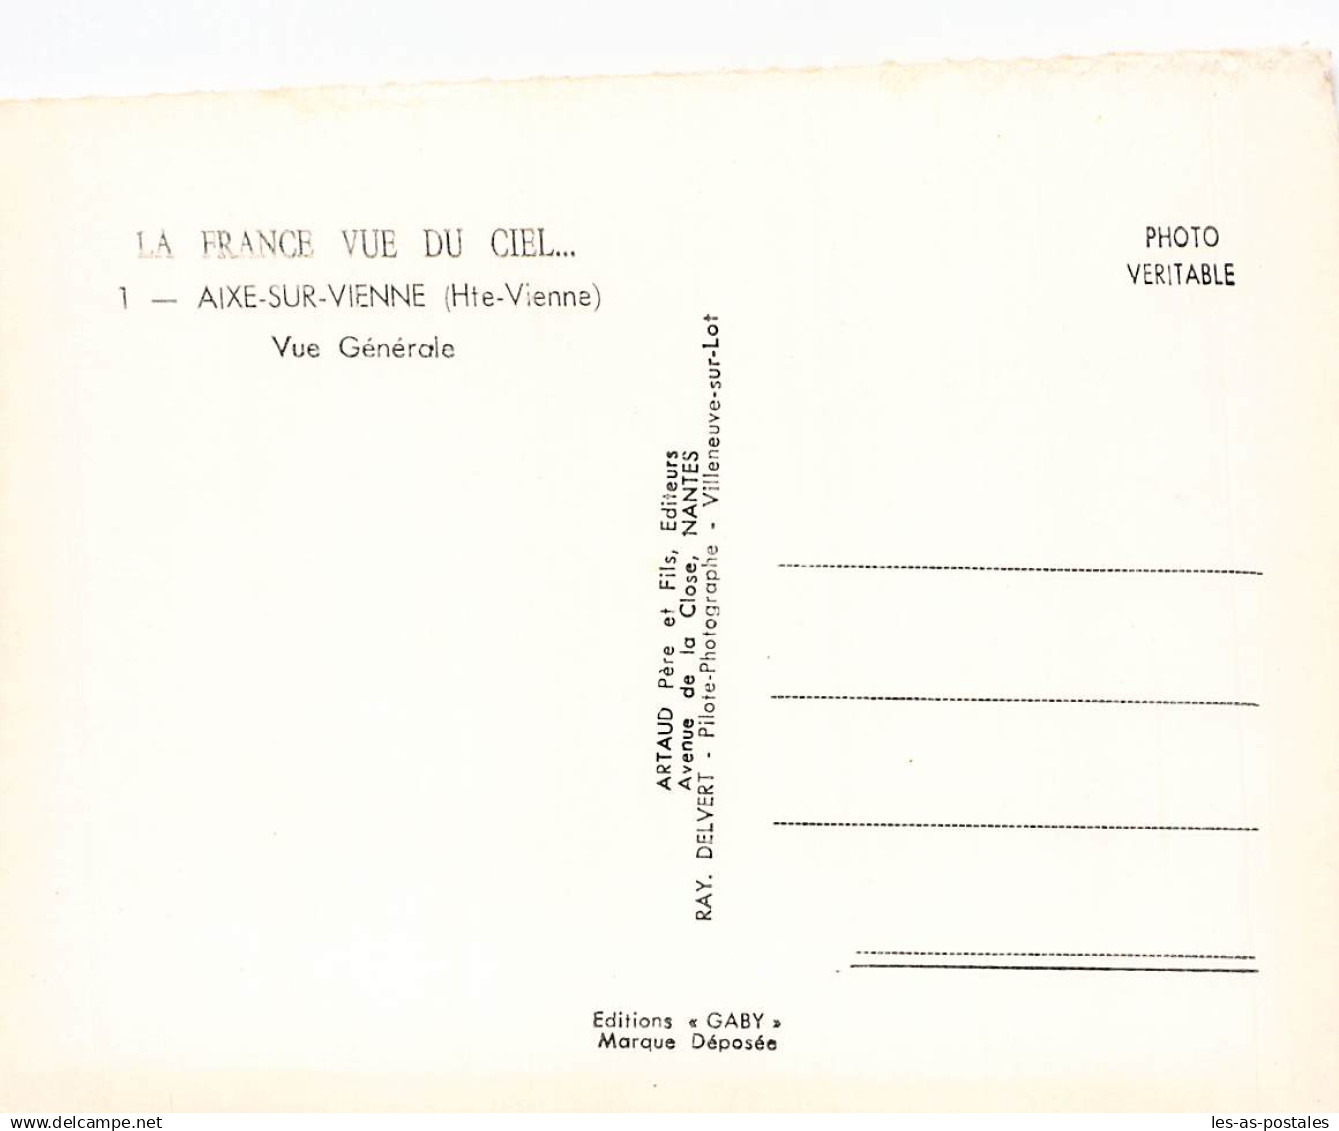 LA FRANCE VUE DU CIEL...
1 — AIXE-SUR-VIENNE (Hte-Vienne)
Vue Générale
PHOTO
VERITABLE
ARTAUD Père et Fils, Editeurs
Avenue de la Close, NANTES
RAY. DELVERT - Pilote-Photographe - Villeneuve-sur-Lot
Editions « GABY »
Marque Déposée
www.delcampe.net
les-as-postales